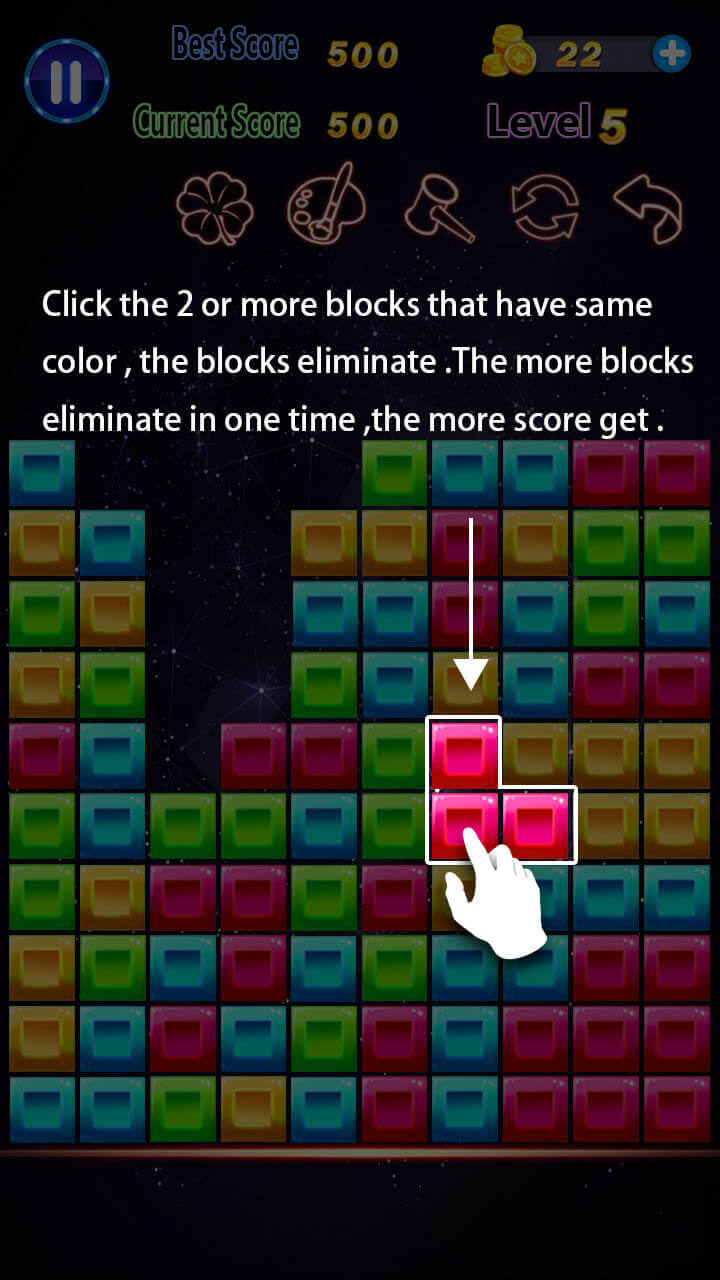 Best Score 500 22
Current Score 500 Level 5
Click the 2 or more blocks that have same
color , the blocks eliminate .The more blocks
eliminate in one time ,the more score get .